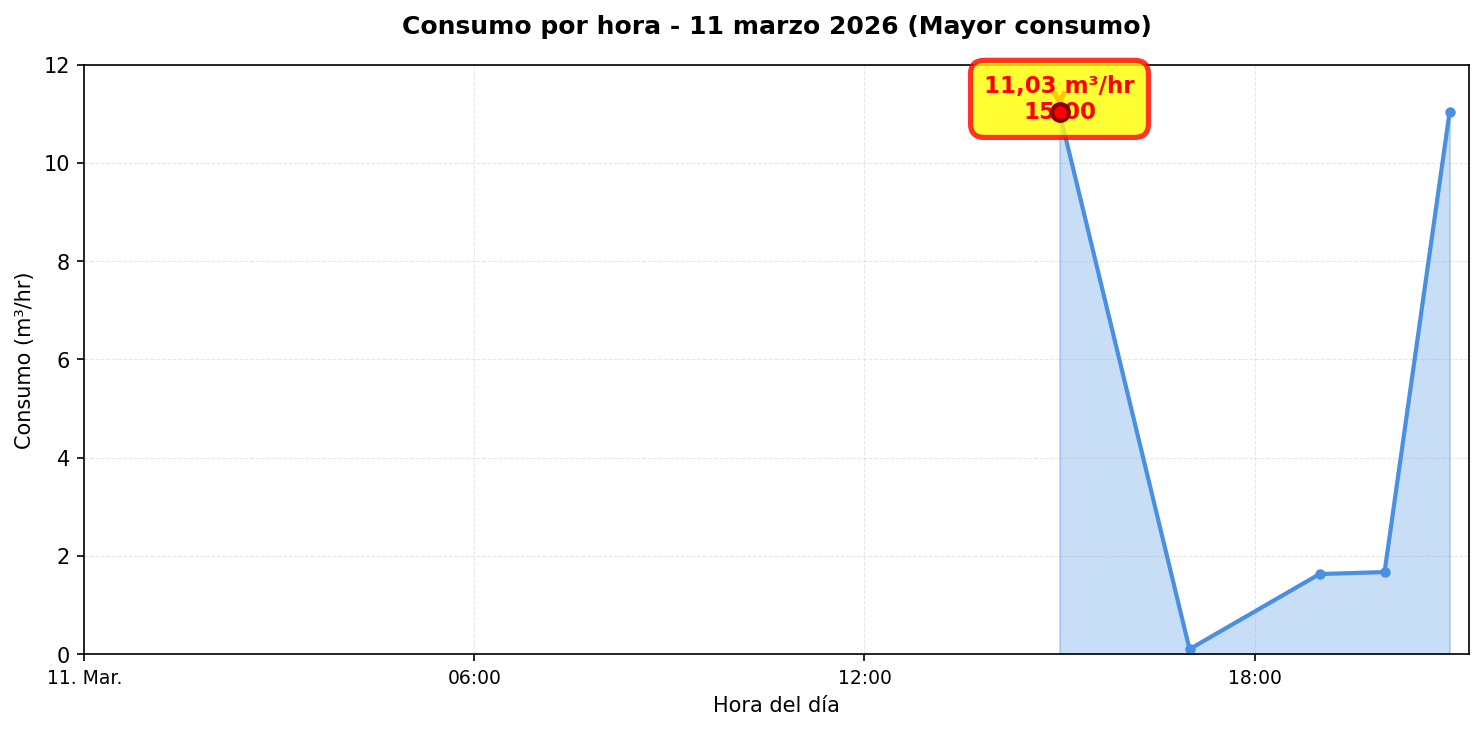 Consumo por hora - 11 marzo 2026 (Mayor consumo)
11,03 m³/hr
15:00
12
10
8
6
4
2
0
Consumo (m³/hr)
11. Mar.
06:00
12:00
18:00
Hora del día